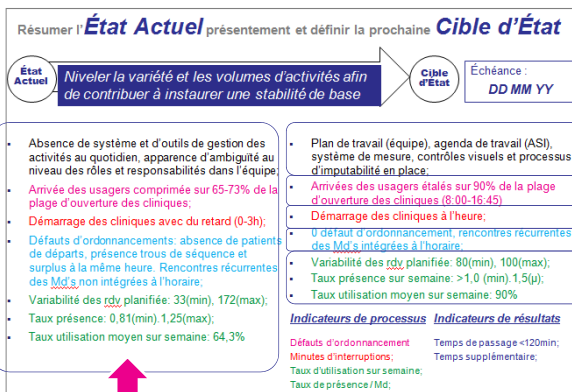 Résumer l'État Actuel présentement et définir la prochaine Cible d'État
État
Actuel
Niveler la variété et les volumes d'activités afin
de contribuer à instaurer une stabilité de base
Cible
d'État
Échéance :
DD MM YY
Absence de système et d'outils de gestion des
activités au quotidien, apparence d'ambiguïté au
niveau des rôles et responsabilités dans l'équipe;
Arrivée des usagers comprimée sur 65-73% de la
plage d'ouverture des cliniques;
Démarrage des cliniques avec du retard (0-3h);
Défauts d'ordonnancements: absence de patients
de départs, présence trous de séquence et
surplus à la même heure. Rencontres récurrentes
des Md's non intégrées à l'horaire;
Variabilité des rdv planifiée: 33(min), 172(max);
Taux présence: 0,81(min).1,25(max);
Taux utilisation moyen sur semaine: 64,3%
Plan de travail (équipe), agenda de travail (ASI),
système de mesure, contrôles visuels et processus
d'imputabilité en place;
Arrivées des usagers étalés sur 90% de la plage
d'ouverture des cliniques (8:00-16:45)
Démarrage des cliniques à l'heure;
0 défaut d'ordonnancement, rencontres récurrentes
des Md's intégrées à l'horaire;
Variabilité des rdv planifiée: 80(min), 100(max);
Taux présence sur semaine: >1,0 (min).1,5(µ);
Taux utilisation moyen sur semaine: 90%
Indicateurs de processus
Défauts d'ordonnancement
Minutes d'interruptions;
Taux d'utilisation sur semaine;
Taux de présence / Md;
Indicateurs de résultats
Temps de passage <120min;
Temps supplémentaire;